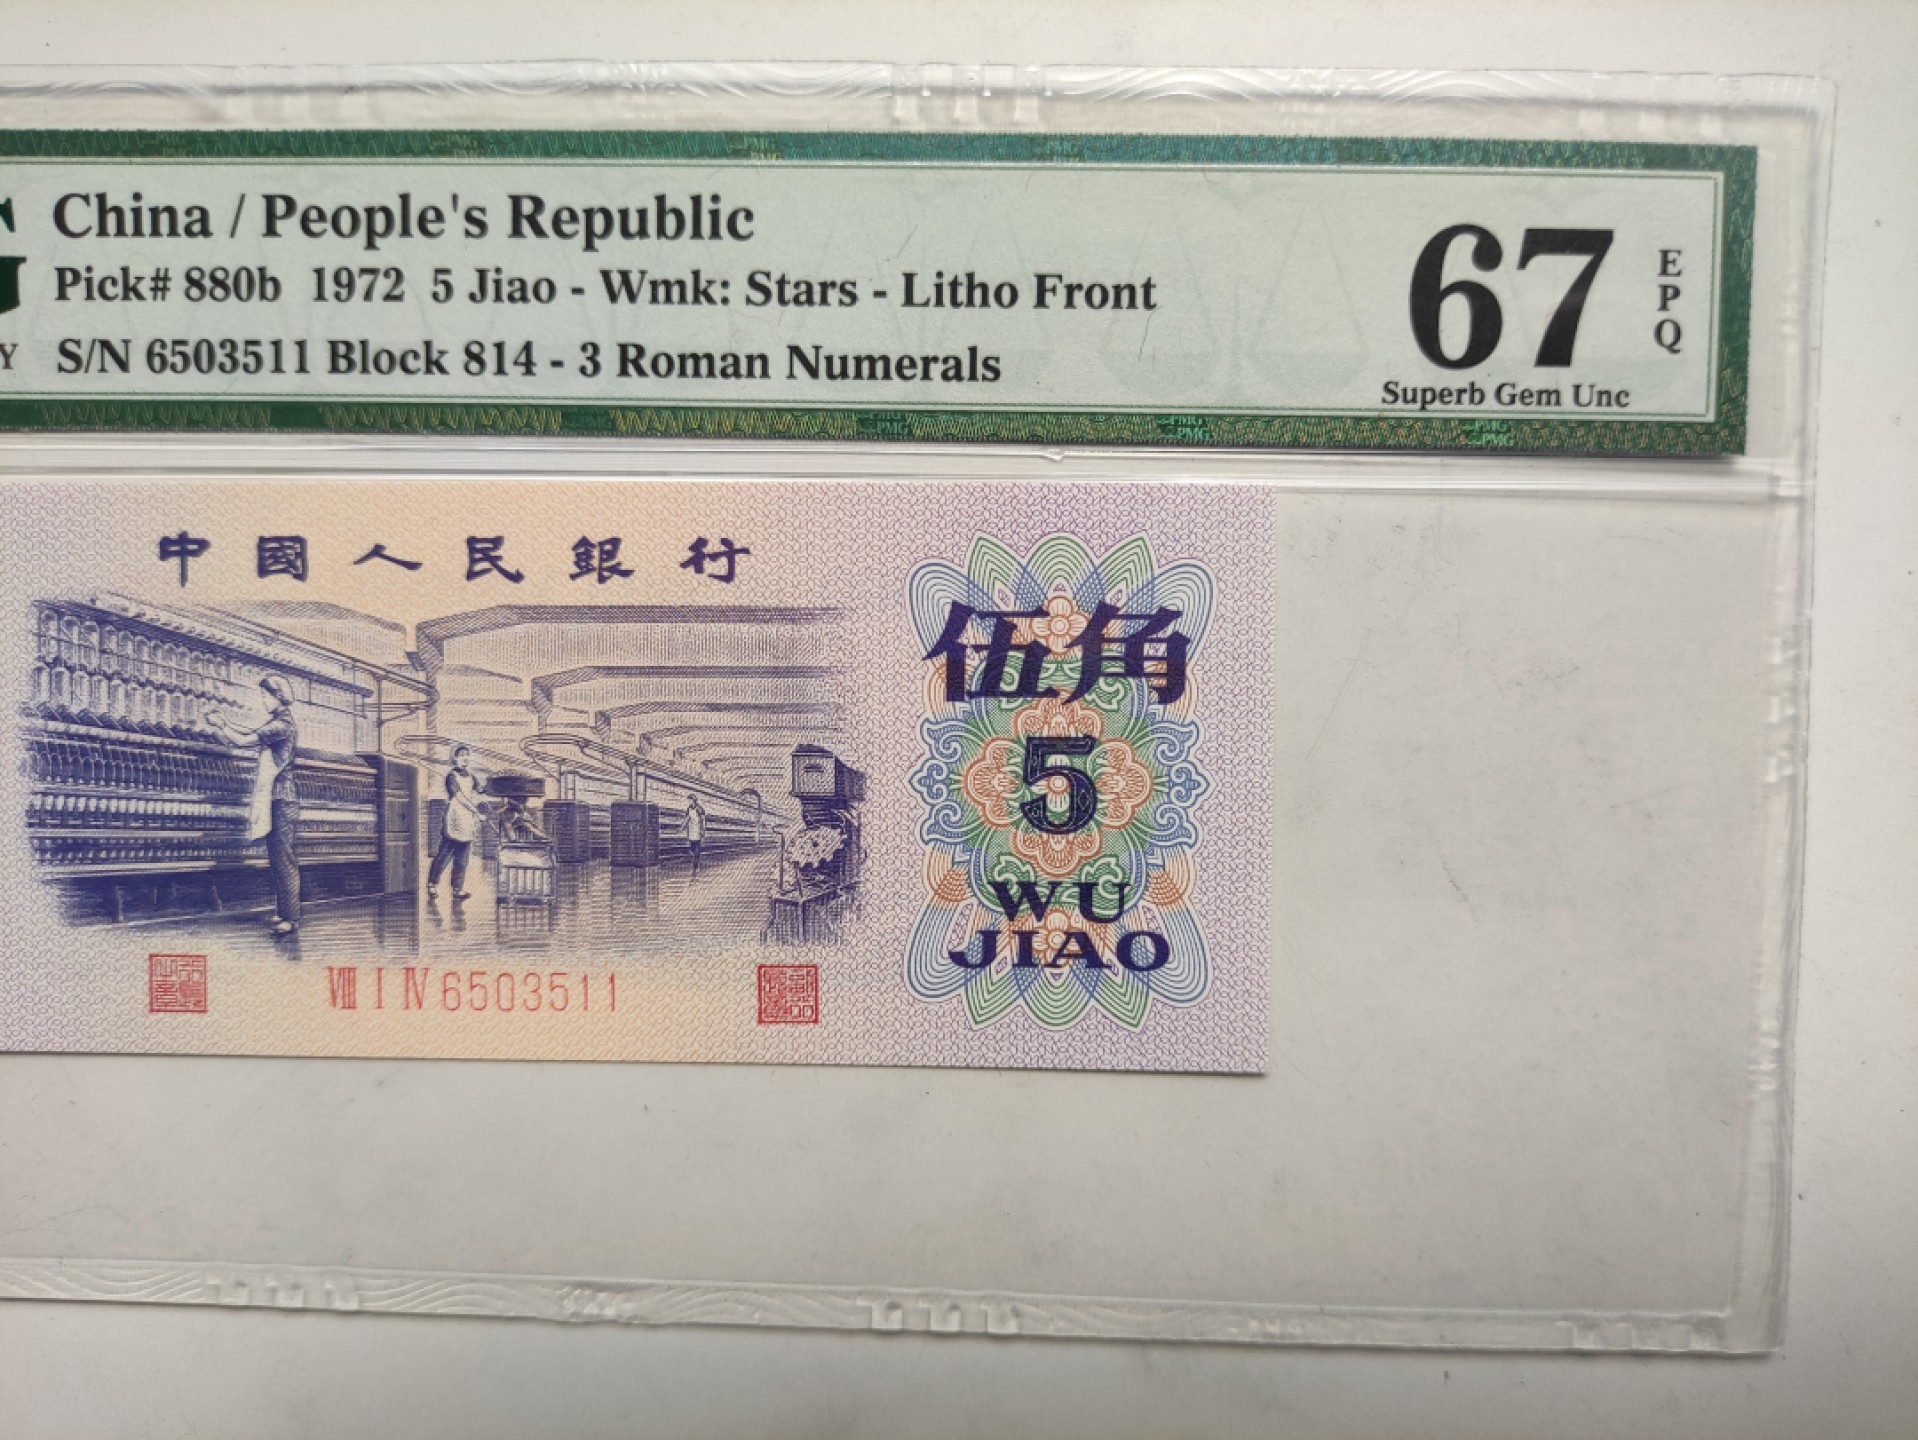 China / People's Republic
Pick# 880b 1972 5 Jiao - Wmk: Stars - Litho Front
S/N 6503511 Block 814 - 3 Roman Numerals
67
EPQ
Superb Gem Unc
Y
PMG
中國人民銀行
伍角
5
WU
JIAO
VIII I IV 6503511